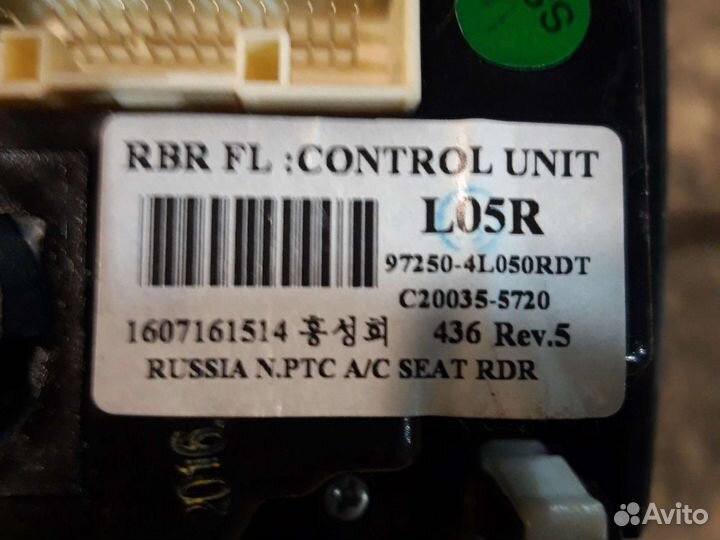 RBR FL :CONTROL UNIT
L05R
97250-4L050RDT
C20035-5720
1607161514 홍성희 436 Rev.5
RUSSIA N.PTC A/C SEAT RDR
2016.
Avito